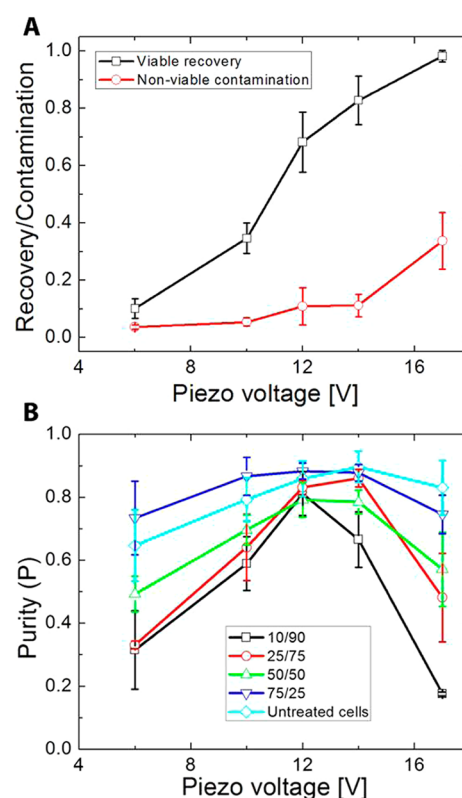 A
1.0
Viable recovery
Non-viable contamination
0.8
0.6
0.4
0.2
0.0
Recovery/Contamination
4 8 12 16
Piezo voltage [V]
B
1.0
0.8
0.6
0.4
0.2
0.0
Purity (P)
10/90
25/75
50/50
75/25
Untreated cells
4 8 12 16
Piezo voltage [V]